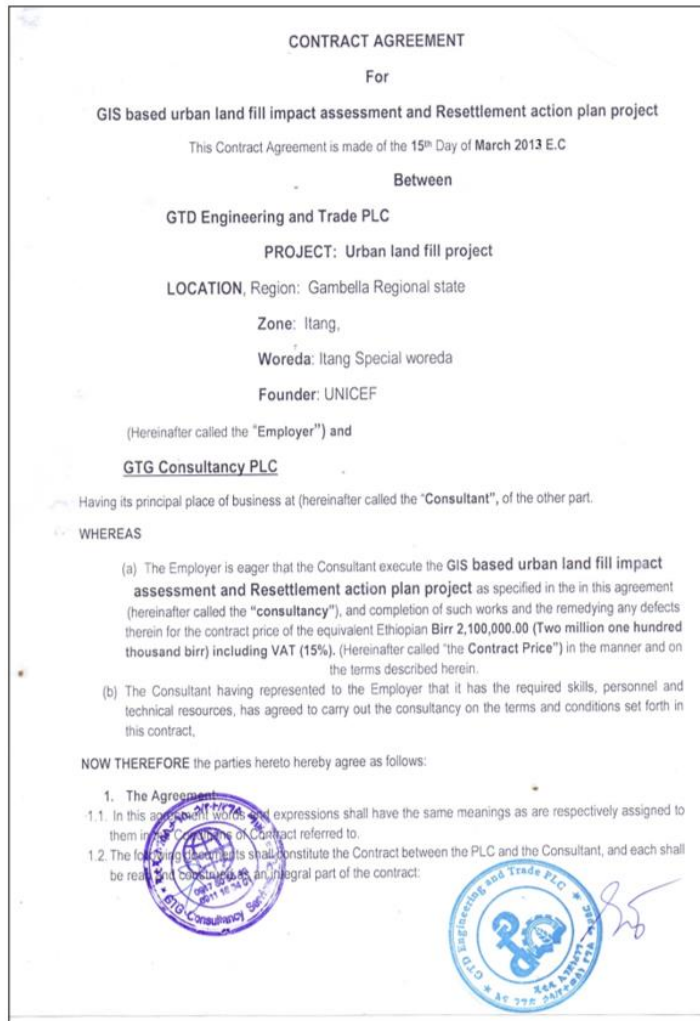 CONTRACT AGREEMENT
For
GIS based urban land fill impact assessment and Resettlement action plan project
This Contract Agreement is made of the 15th Day of March 2013 E.C
Between
GTD Engineering and Trade PLC
PROJECT: Urban land fill project
LOCATION, Region: Gambella Regional state
Zone: Itang,
Woreda: Itang Special woreda
Founder: UNICEF
(Hereinafter called the "Employer") and
GTG Consultancy PLC
Having its principal place of business at (hereinafter called the "Consultant", of the other part.
WHEREAS
(a) The Employer is eager that the Consultant execute the GIS based urban land fill impact
assessment and Resettlement action plan project as specified in the in this agreement
(hereinafter called the "consultancy"), and completion of such works and the remedying any defects
therein for the contract price of the equivalent Ethiopian Birr 2,100,000.00 (Two million one hundred
thousand birr) including VAT (15%). (Hereinafter called "the Contract Price") in the manner and on
the terms described herein.
(b) The Consultant having represented to the Employer that it has the required skills, personnel and
technical resources, has agreed to carry out the consultancy on the terms and conditions set forth in
this contract,
NOW THEREFORE the parties hereto hereby agree as follows:
1. The Agreement
1.1. In this agreement words and expressions shall have the same meanings as are respectively assigned to
them in the of Contract referred to.
1.2. The following documents shall constitute the Contract between the PLC and the Consultant, and each shall
be read and construed as an integral part of the contract:
GTG Consultancy
GTD Engineering and Trade PLC